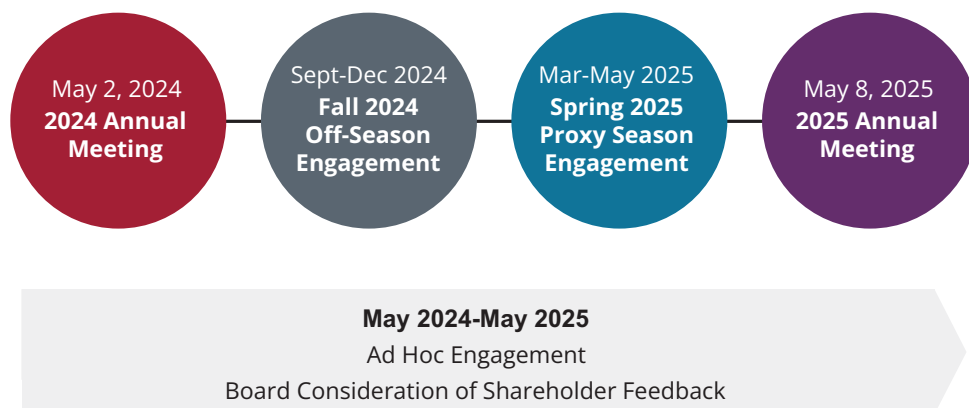 May 2, 2024
2024 Annual
Meeting
Sept-Dec 2024
Fall 2024
Off-Season
Engagement
Mar-May 2025
Spring 2025
Proxy Season
Engagement
May 8, 2025
2025 Annual
Meeting
May 2024-May 2025
Ad Hoc Engagement
Board Consideration of Shareholder Feedback